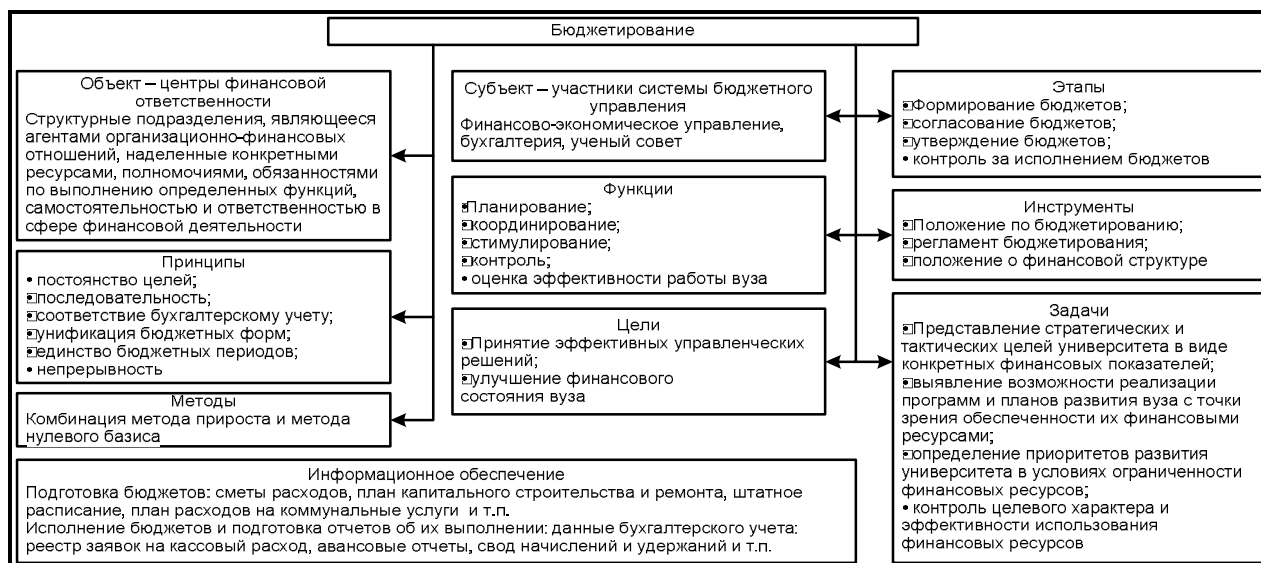 Бюджетирование
Объект – центры финансовой
ответственности
Структурные подразделения, являющееся
агентами организационно-финансовых
отношений, наделенные конкретными
ресурсами, полномочиями, обязанностями
по выполнению определенных функций,
самостоятельностью и ответственностью в
сфере финансовой деятельности
Принципы
• постоянство целей;
• последовательность;
• соответствие бухгалтерскому учету;
• унификация бюджетных форм;
• единство бюджетных периодов;
• непрерывность
Методы
Комбинация метода прироста и метода
нулевого базиса
Субъект – участники системы бюджетного
управления
Финансово-экономическое управление,
бухгалтерия, ученый совет
Функции
• Планирование;
• координирование;
• стимулирование;
• контроль;
• оценка эффективности работы вуза
Цели
• Принятие эффективных управленческих
решений;
• улучшение финансового
состояния вуза
Этапы
• Формирование бюджетов;
• согласование бюджетов;
• утверждение бюджетов;
• контроль за исполнением бюджетов
Инструменты
• Положение по бюджетированию;
• регламент бюджетирования;
• положение о финансовой структуре
Задачи
• Представление стратегических и
тактических целей университета в виде
конкретных финансовых показателей;
• выявление возможности реализации
программ и планов развития вуза с точки
зрения обеспеченности их финансовыми
ресурсами;
• определение приоритетов развития
университета в условиях ограниченности
финансовых ресурсов;
• контроль целевого характера и
эффективности использования
финансовых ресурсов
Информационное обеспечение
Подготовка бюджетов: сметы расходов, план капитального строительства и ремонта, штатное
расписание, план расходов на коммунальные услуги и т.п.
Исполнение бюджетов и подготовка отчетов об их выполнении: данные бухгалтерского учета:
реестр заявок на кассовый расход, авансовые отчеты, свод начислений и удержаний и т.п.